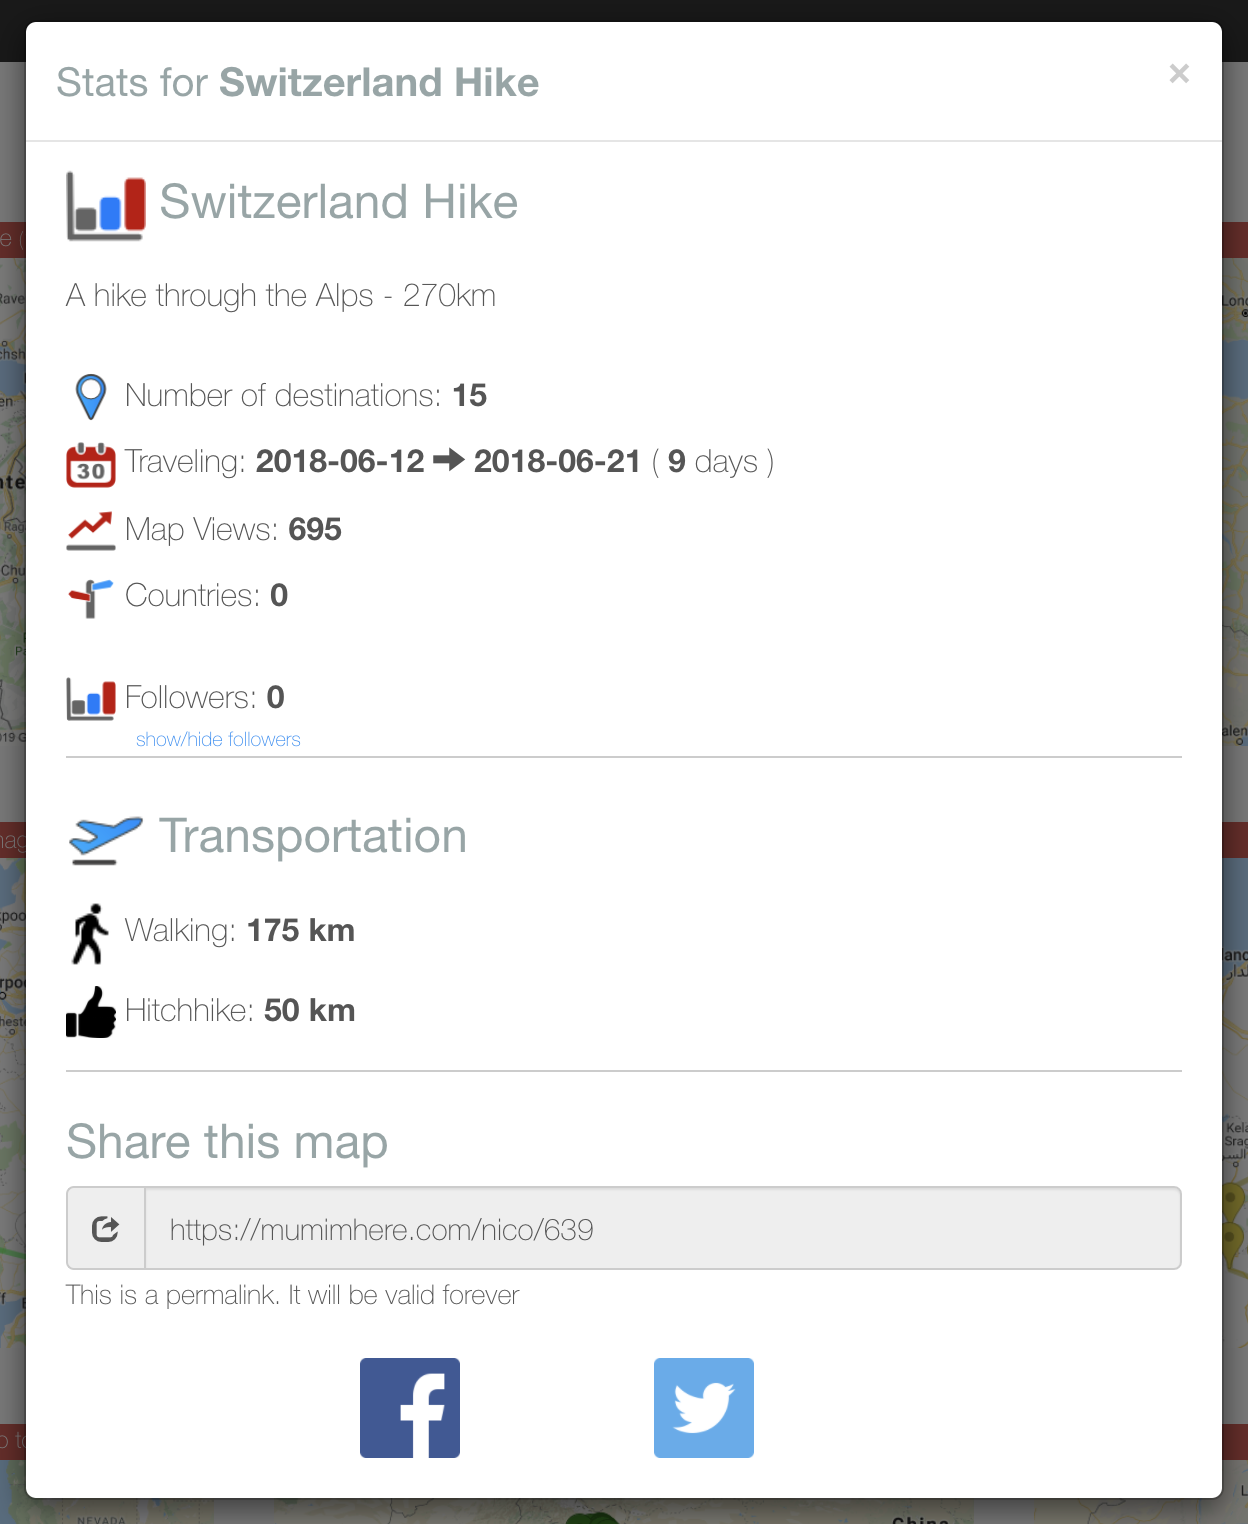 Stats for Switzerland Hike
×
Switzerland Hike
A hike through the Alps - 270km
Number of destinations: 15
30
Traveling: 2018-06-12 → 2018-06-21 ( 9 days )
Map Views: 695
Countries: 0
Followers: 0
show/hide followers
Transportation
Walking: 175 km
Hitchhike: 50 km
Share this map
https://mumimhere.com/nico/639
This is a permalink. It will be valid forever
NEVADA